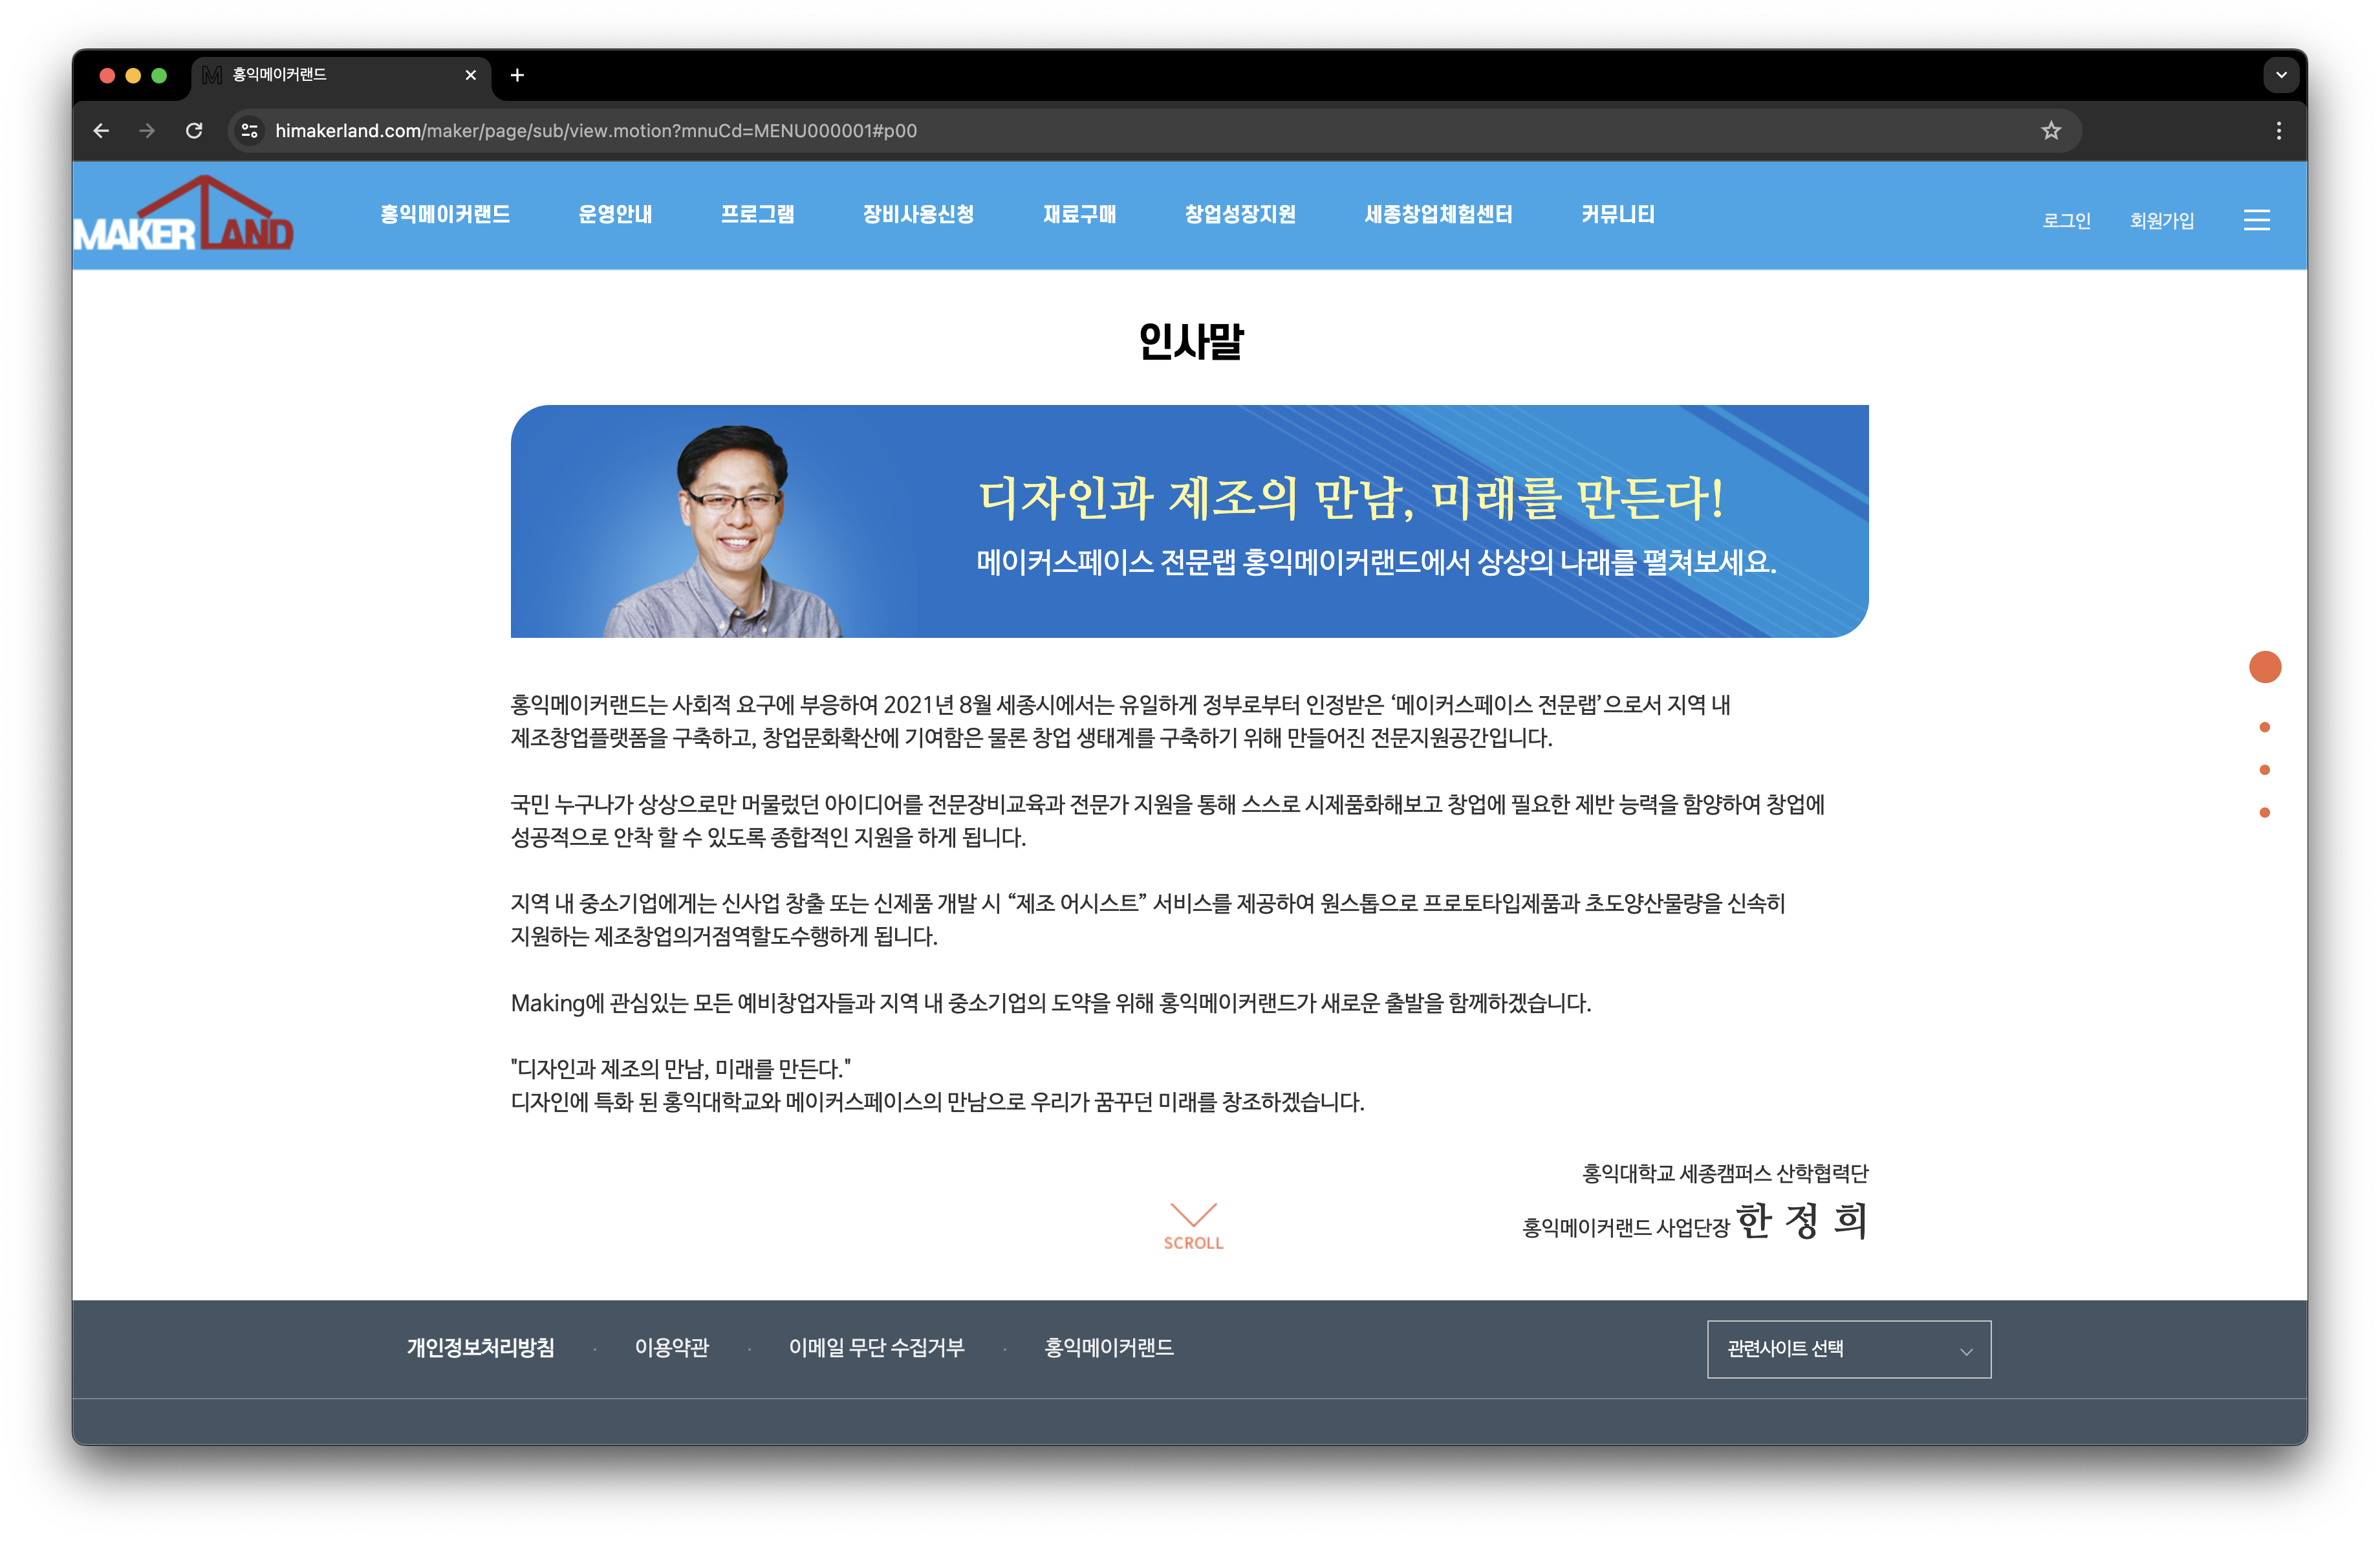 홍익메이커랜드
himakerland.com/maker/page/sub/view.motion?mnuCd=MENU000001#p00
MAKER LAND
홍익메이커랜드
운영안내
프로그램
장비사용신청
재료구매
창업성장지원
세종창업체험센터
커뮤니티
로그인
회원가입
인사말
디자인과 제조의 만남, 미래를 만든다!
메이커스페이스 전문랩 홍익메이커랜드에서 상상의 나래를 펼쳐보세요.
홍익메이커랜드는 사회적 요구에 부응하여 2021년 8월 세종시에서는 유일하게 정부로부터 인정받은 ‘메이커스페이스 전문랩’으로서 지역 내
제조창업플랫폼을 구축하고, 창업문화확산에 기여함은 물론 창업 생태계를 구축하기 위해 만들어진 전문지원공간입니다.
국민 누구나가 상상으로만 머물렀던 아이디어를 전문장비교육과 전문가 지원을 통해 스스로 시제품화해보고 창업에 필요한 제반 능력을 함양하여 창업에
성공적으로 안착 할 수 있도록 종합적인 지원을 하게 됩니다.
지역 내 중소기업에게는 신사업 창출 또는 신제품 개발 시 “제조 어시스트” 서비스를 제공하여 원스톱으로 프로토타입제품과 초도양산물량을 신속히
지원하는 제조창업의거점역할도수행하게 됩니다.
Making에 관심있는 모든 예비창업자들과 지역 내 중소기업의 도약을 위해 홍익메이커랜드가 새로운 출발을 함께하겠습니다.
"디자인과 제조의 만남, 미래를 만든다."
디자인에 특화 된 홍익대학교와 메이커스페이스의 만남으로 우리가 꿈꾸던 미래를 창조하겠습니다.
홍익대학교 세종캠퍼스 산학협력단
홍익메이커랜드 사업단장 한 정 희
SCROLL
개인정보처리방침
이용약관
이메일 무단 수집거부
홍익메이커랜드
관련사이트 선택